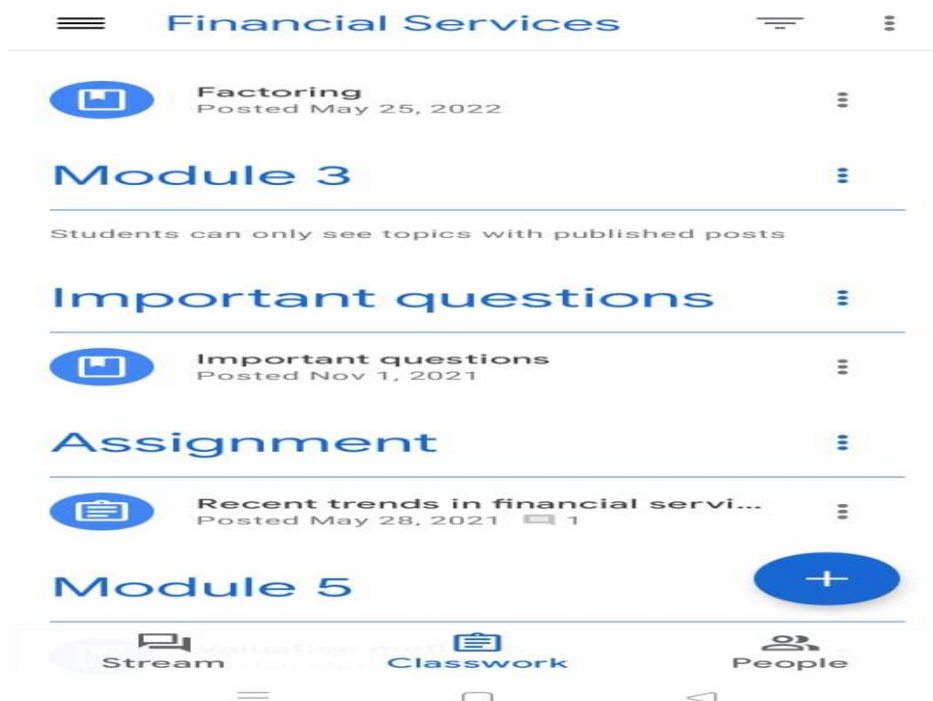 Financial Services
Factoring
Posted May 25, 2022
Module 3
Students can only see topics with published posts
Important questions
Important questions
Posted Nov 1, 2021
Assignment
Recent trends in financial servi...
Posted May 28, 2021 1
Module 5
Stream
Classwork
People